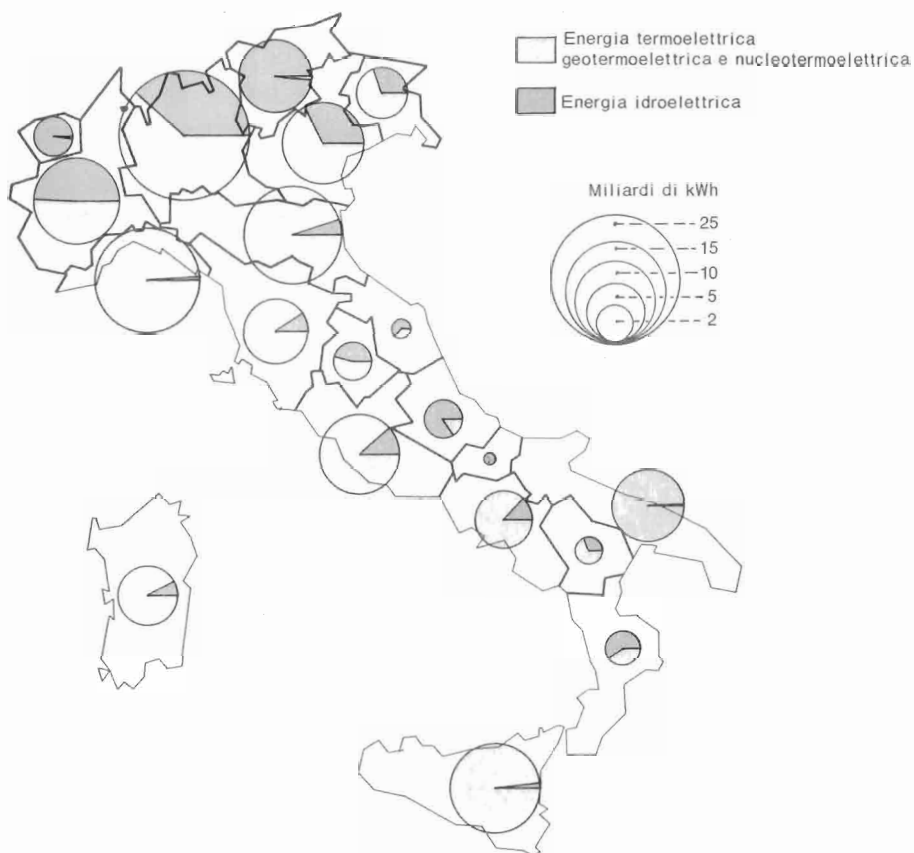 Energia termoelettrica
geotermoelettrica e nucleotermoelettrica
Energia idroelettrica
Miliardi di kWh
25
15
10
5
2